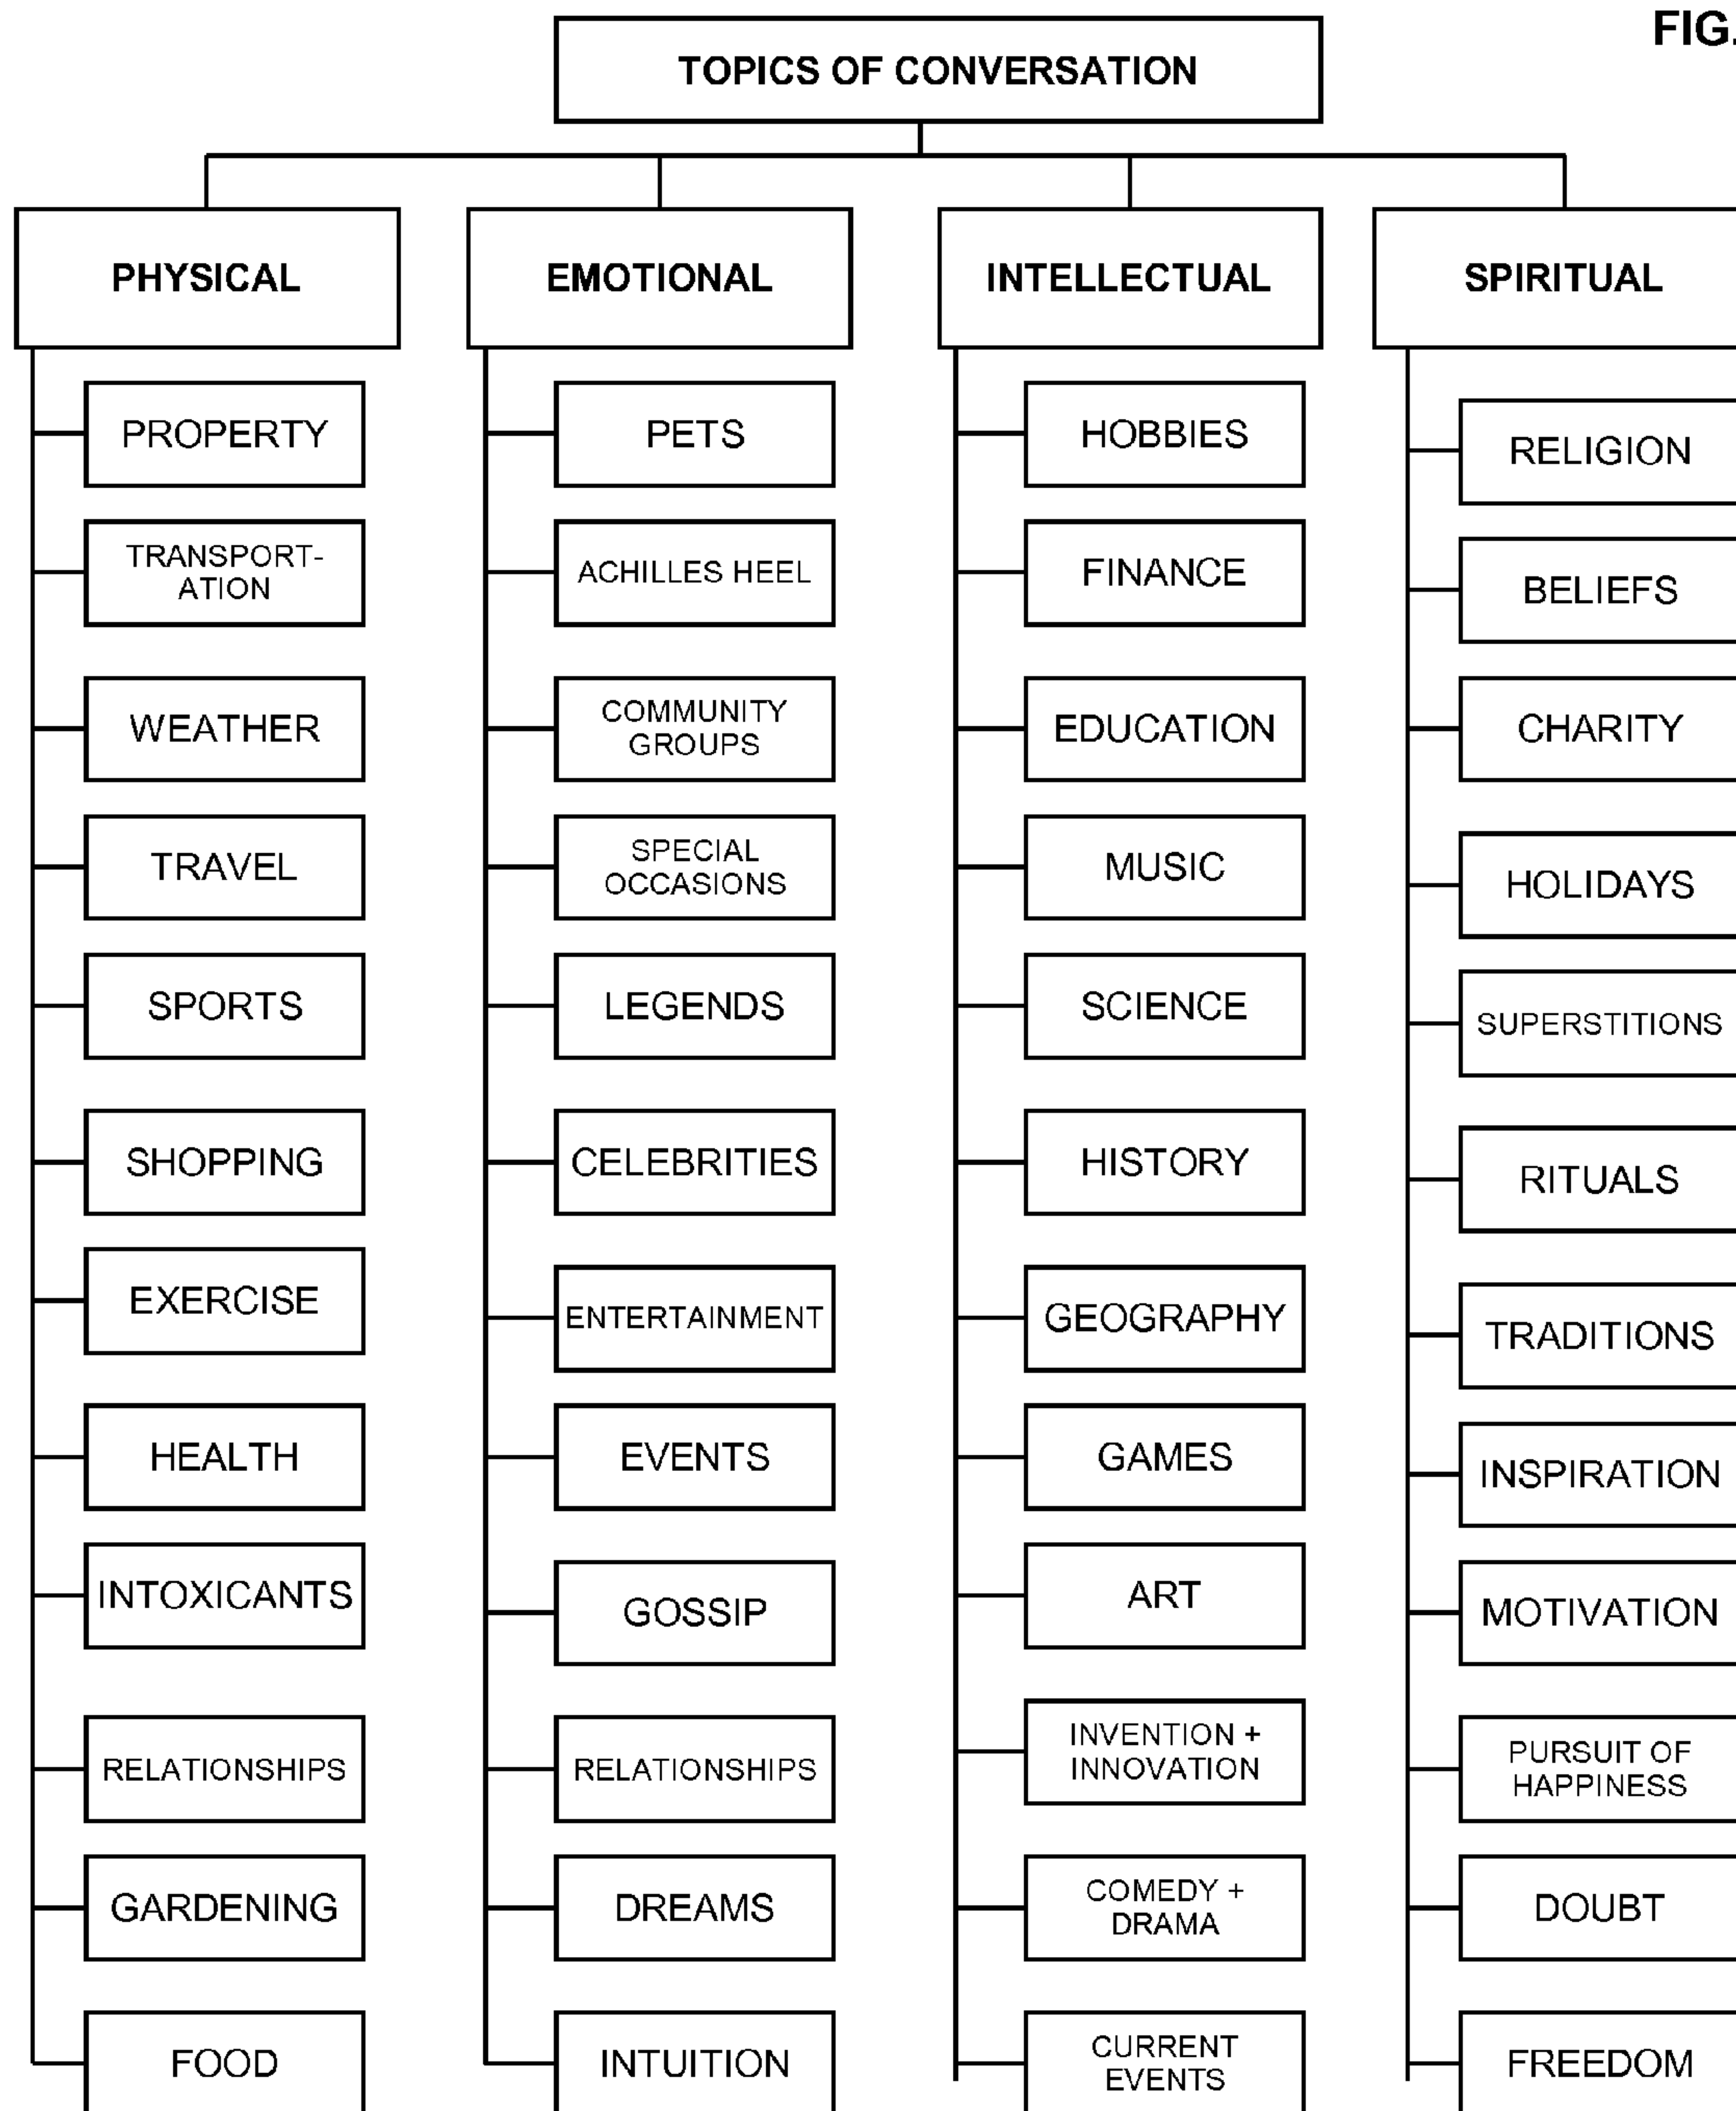 FIG.
TOPICS OF CONVERSATION
PHYSICAL
PROPERTY
TRANSPORT-
ATION
WEATHER
TRAVEL
SPORTS
SHOPPING
EXERCISE
HEALTH
INTOXICANTS
RELATIONSHIPS
GARDENING
FOOD
EMOTIONAL
PETS
ACHILLES HEEL
COMMUNITY
GROUPS
SPECIAL
OCCASIONS
LEGENDS
CELEBRITIES
ENTERTAINMENT
EVENTS
GOSSIP
RELATIONSHIPS
DREAMS
INTUITION
INTELLECTUAL
HOBBIES
FINANCE
EDUCATION
MUSIC
SCIENCE
HISTORY
GEOGRAPHY
GAMES
ART
INVENTION +
INNOVATION
COMEDY +
DRAMA
CURRENT
EVENTS
SPIRITUAL
RELIGION
BELIEFS
CHARITY
HOLIDAYS
SUPERSTITIONS
RITUALS
TRADITIONS
INSPIRATION
MOTIVATION
PURSUIT OF
HAPPINESS
DOUBT
FREEDOM